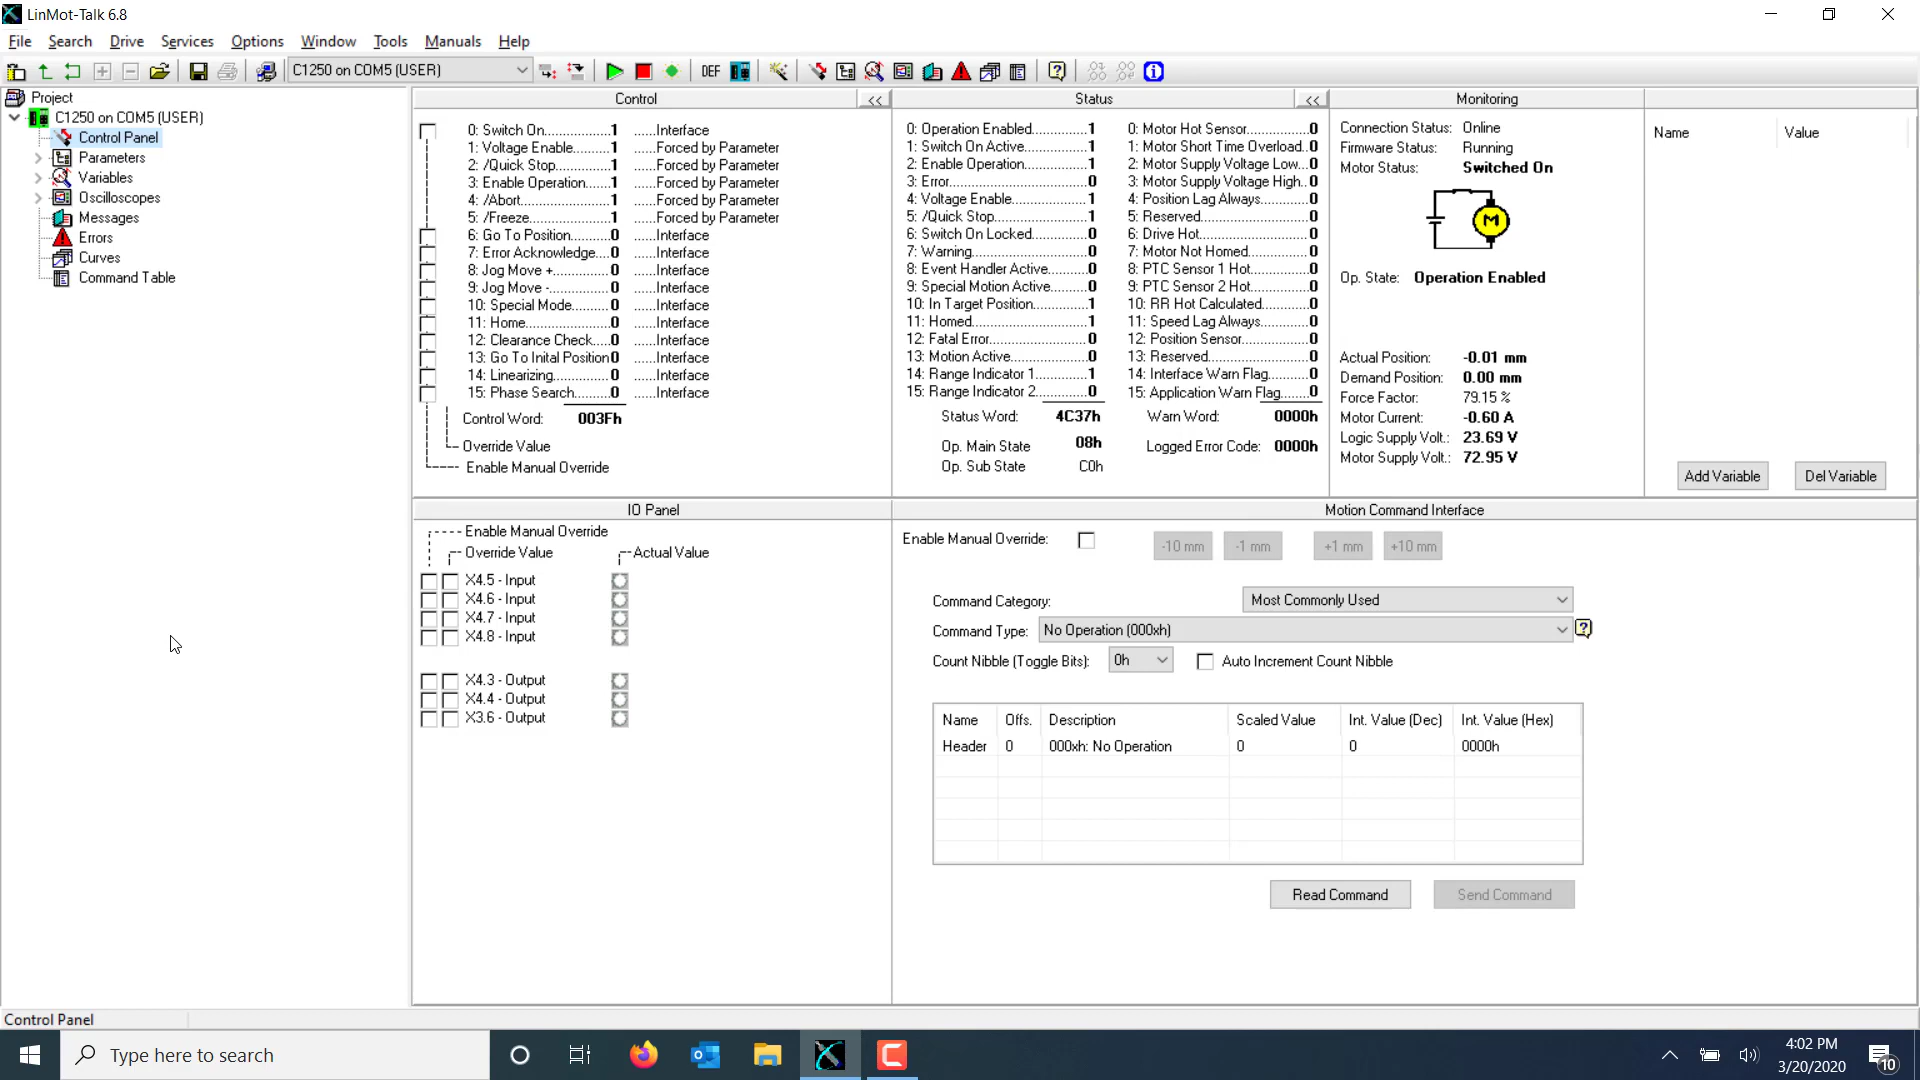 LinMot-Talk 6.8
File Search Drive Services Options Window Tools Manuals Help
C1250 on COM5 (USER)
DEF
Project
C1250 on COM5 (USER)
Control Panel
Parameters
Variables
Oscilloscopes
Messages
Errors
Curves
Command Table
Control
<<
0: Switch On................1 ......Interface
1: Voltage Enable.........1 ......Forced by Parameter
2: /Quick Stop.............1 ......Forced by Parameter
3: Enable Operation......1 ......Forced by Parameter
4: /Abort.....................1 ......Forced by Parameter
5: /Freeze...................1 ......Forced by Parameter
6: Go To Position.........0 ......Interface
7: Error Acknowledge....0 ......Interface
8: Jog Move +.............0 ......Interface
9: Jog Move -..............0 ......Interface
10: Special Mode.........0 ......Interface
11: Home....................0 ......Interface
12: Clearance Check.....0 ......Interface
13: Go To Inital Position0 ......Interface
14: Linearizing..............0 ......Interface
15: Phase Search.........0 ......Interface
Control Word: 003Fh
Override Value
Enable Manual Override
Status
<<
0: Operation Enabled.............1 0: Motor Hot Sensor.............0
1: Switch On Active..............1 1: Motor Short Time Overload..0
2: Enable Operation..............1 2: Motor Supply Voltage Low...0
3: Error................................0 3: Motor Supply Voltage High..0
4: Voltage Enable.................1 4: Position Lag Always..........0
5: /Quick Stop.....................1 5: Reserved........................0
6: Switch On Locked.............0 6: Drive Hot........................0
7: Warning...........................0 7: Motor Not Homed..............0
8: Event Handler Active.........0 8: PTC Sensor 1 Hot.............0
9: Special Motion Active........0 9: PTC Sensor 2 Hot.............0
10: In Target Position............1 10: RR Hot Calculated...........0
11: Homed..........................1 11: Speed Lag Always...........0
12: Fatal Error......................0 12: Position Sensor...............0
13: Motion Active..................0 13: Reserved......................0
14: Range Indicator 1............1 14: Interface Warn Flag.........0
15: Range Indicator 2............0 15: Application Warn Flag.......0
Status Word: 4C37h Warn Word: 0000h
Op. Main State 08h Logged Error Code: 0000h
Op. Sub State C0h
Monitoring
Connection Status: Online
Firmware Status: Running
Motor Status: Switched On
M
Op. State: Operation Enabled
Actual Position: -0.01 mm
Demand Position: 0.00 mm
Force Factor: 79.15 %
Motor Current: -0.60 A
Logic Supply Volt.: 23.69 V
Motor Supply Volt.: 72.95 V
Name Value
Add Variable Del Variable
IO Panel
Enable Manual Override
Override Value Actual Value
X4.5 - Input
X4.6 - Input
X4.7 - Input
X4.8 - Input
X4.3 - Output
X4.4 - Output
X3.6 - Output
Motion Command Interface
Enable Manual Override: -10 mm -1 mm +1 mm +10 mm
Command Category: Most Commonly Used
Command Type: No Operation (000xh)
Count Nibble (Toggle Bits): 0h Auto Increment Count Nibble
Name Offs. Description Scaled Value Int. Value (Dec) Int. Value (Hex)
Header 0 000xh: No Operation 0 0 0000h
Read Command Send Command
Control Panel
Type here to search
4:02 PM
3/20/2020
10